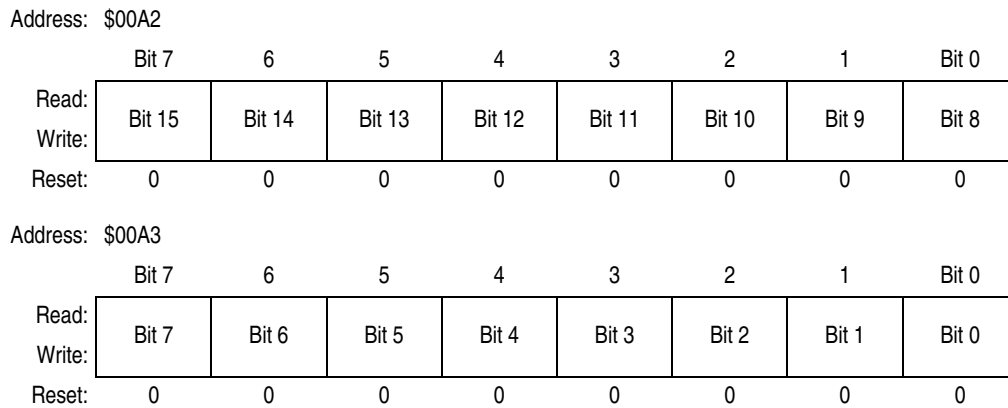 Address: $00A2
Bit 7 6 5 4 3 2 1 Bit 0
Read:
Bit 15 Bit 14 Bit 13 Bit 12 Bit 11 Bit 10 Bit 9 Bit 8
Write:
Reset: 0 0 0 0 0 0 0 0
Address: $00A3
Bit 7 6 5 4 3 2 1 Bit 0
Read:
Bit 7 Bit 6 Bit 5 Bit 4 Bit 3 Bit 2 Bit 1 Bit 0
Write:
Reset: 0 0 0 0 0 0 0 0